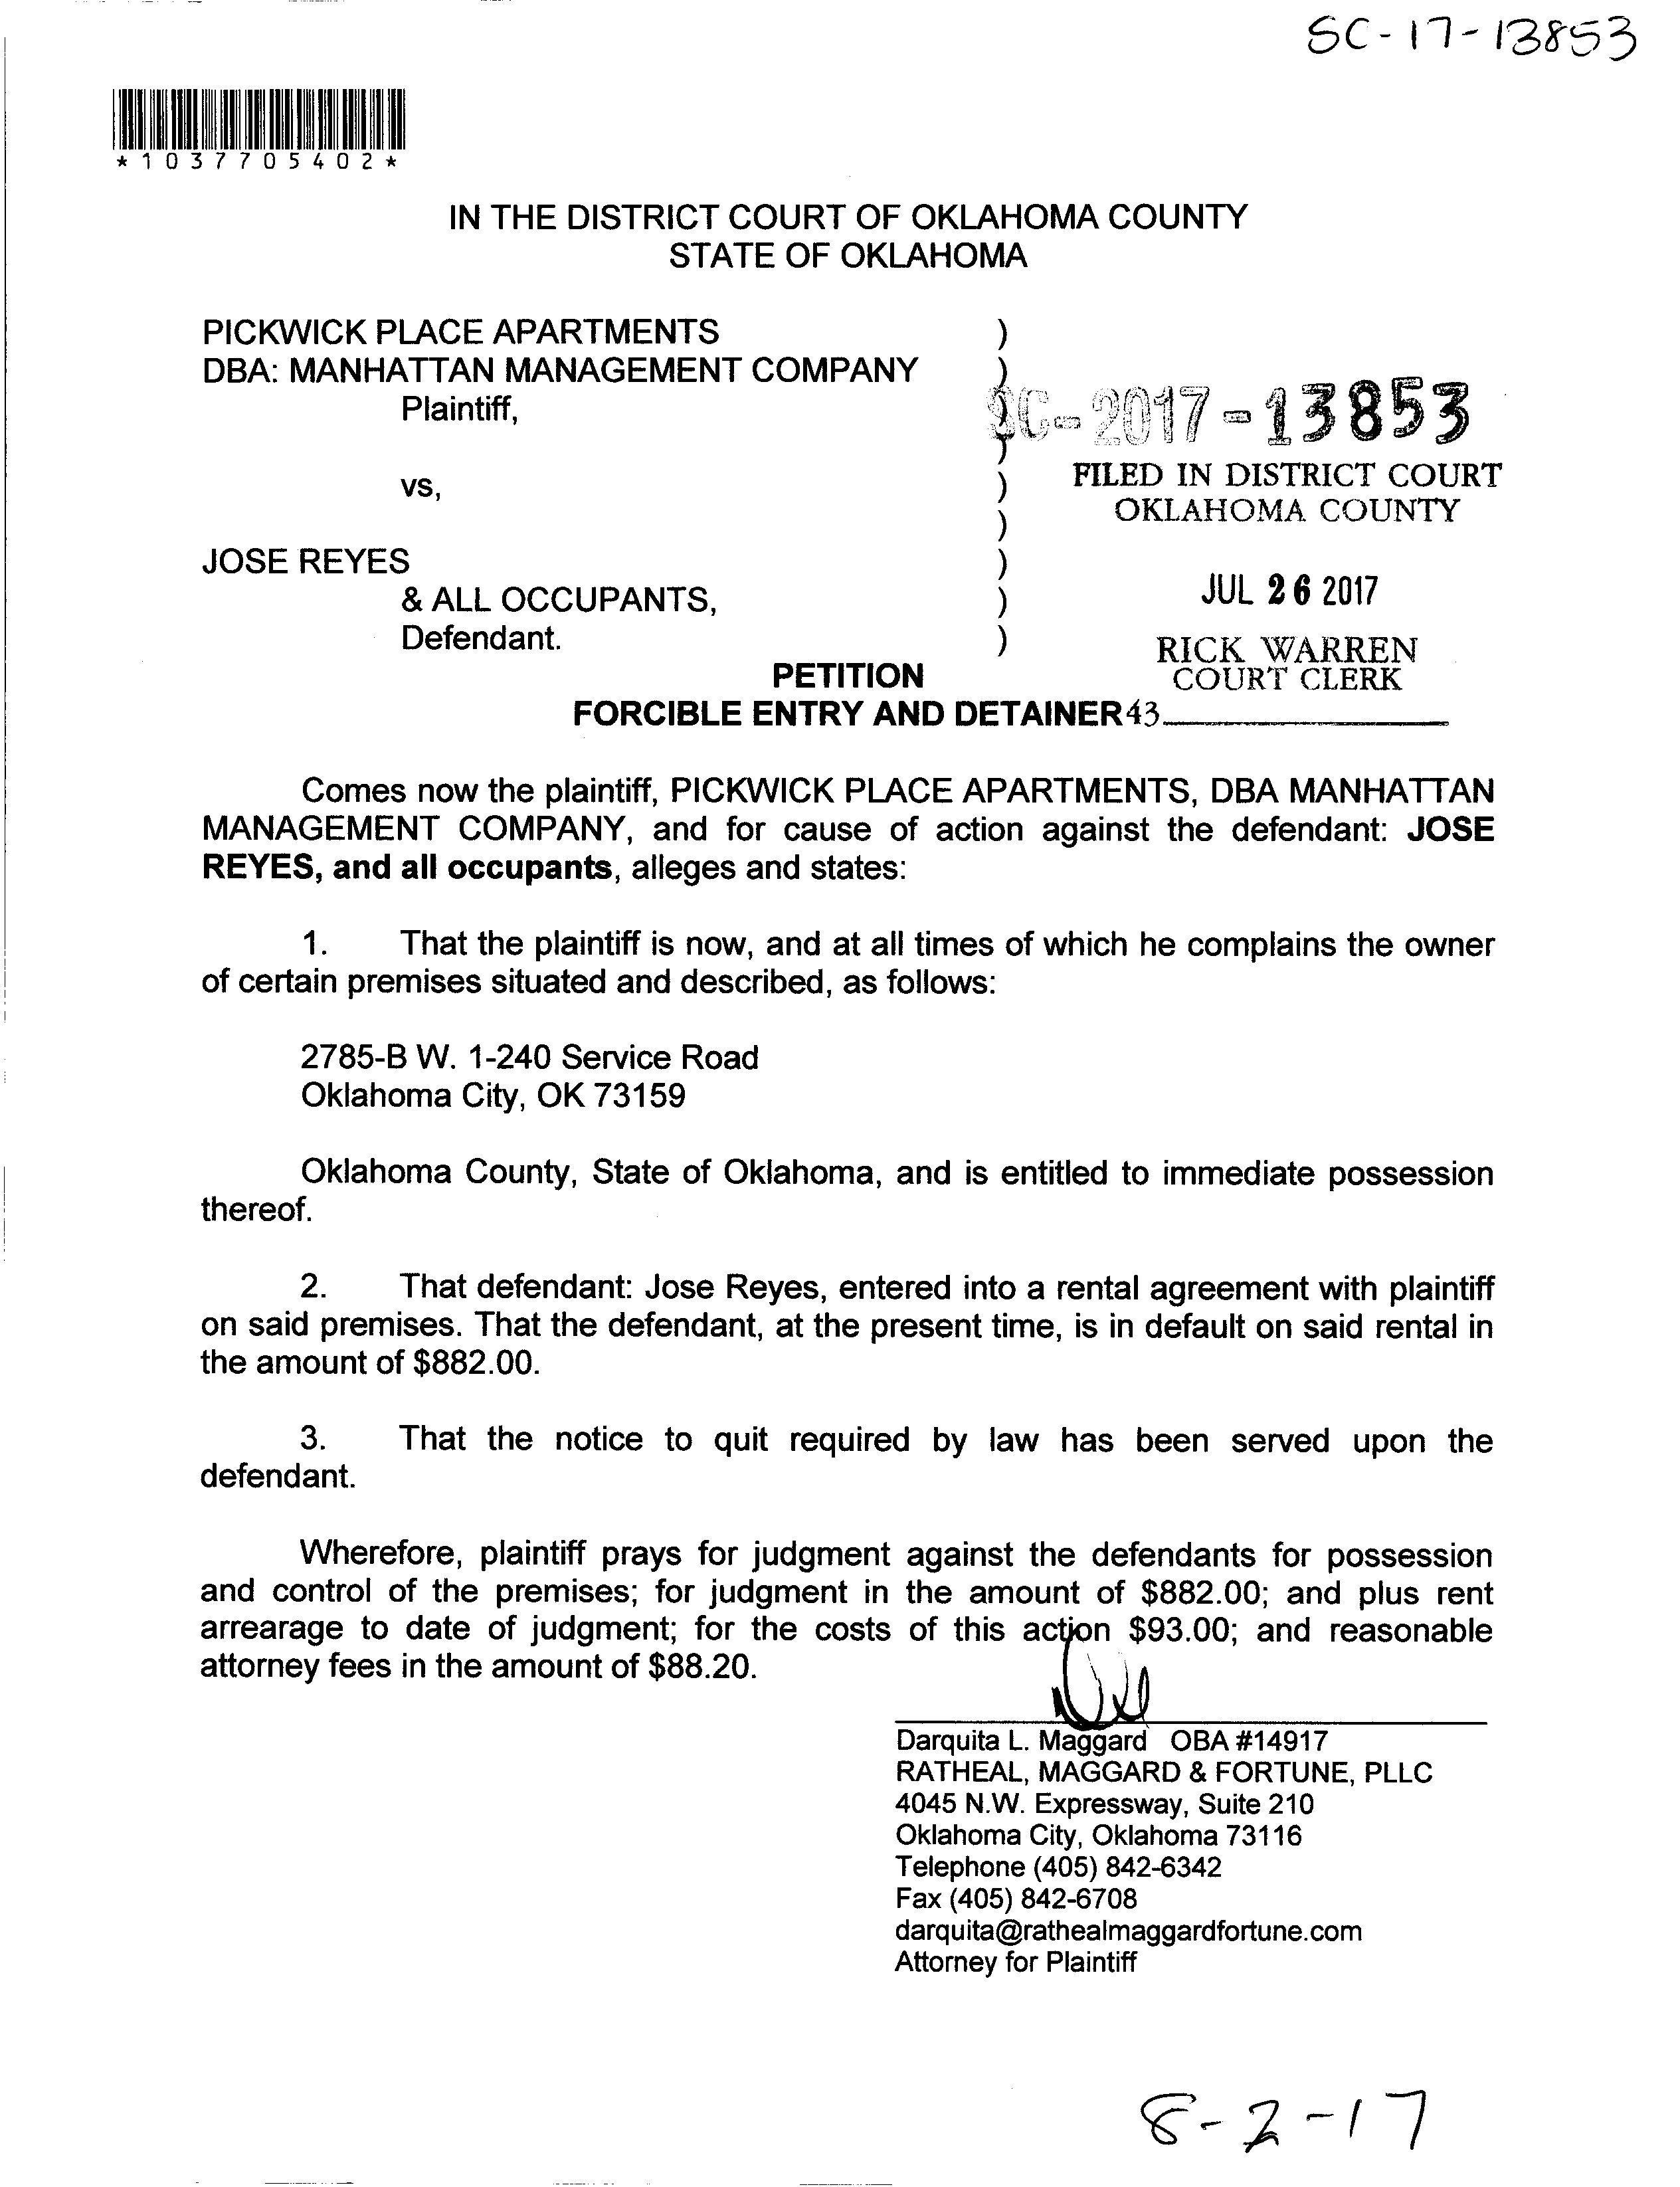 SC-17-13853
*1037705402*
IN THE DISTRICT COURT OF OKLAHOMA COUNTY
STATE OF OKLAHOMA
PICKWICK PLACE APARTMENTS )
DBA: MANHATTAN MANAGEMENT COMPANY )
Plaintiff, )
SC-2017-13853
)
vs, )
FILED IN DISTRICT COURT
OKLAHOMA COUNTY
)
JOSE REYES )
& ALL OCCUPANTS, )
JUL 26 2017
Defendant. )
RICK WARREN
COURT CLERK
PETITION
FORCIBLE ENTRY AND DETAINER
43
Comes now the plaintiff, PICKWICK PLACE APARTMENTS, DBA MANHATTAN
MANAGEMENT COMPANY, and for cause of action against the defendant: JOSE
REYES, and all occupants, alleges and states:
1. That the plaintiff is now, and at all times of which he complains the owner
of certain premises situated and described, as follows:
2785-B W. 1-240 Service Road
Oklahoma City, OK 73159
Oklahoma County, State of Oklahoma, and is entitled to immediate possession
thereof.
2. That defendant: Jose Reyes, entered into a rental agreement with plaintiff
on said premises. That the defendant, at the present time, is in default on said rental in
the amount of $882.00.
3. That the notice to quit required by law has been served upon the
defendant.
Wherefore, plaintiff prays for judgment against the defendants for possession
and control of the premises; for judgment in the amount of $882.00; and plus rent
arrearage to date of judgment; for the costs of this action $93.00; and reasonable
attorney fees in the amount of $88.20.
Darquita L. Maggard OBA #14917
RATHEAL, MAGGARD & FORTUNE, PLLC
4045 N.W. Expressway, Suite 210
Oklahoma City, Oklahoma 73116
Telephone (405) 842-6342
Fax (405) 842-6708
darquita@rathealmaggardfortune.com
Attorney for Plaintiff
8-2-17